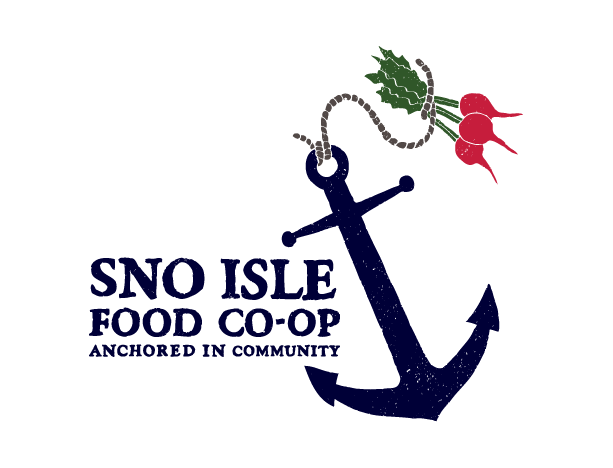 SNO ISLE
FOOD CO-OP
ANCHORED IN COMMUNITY